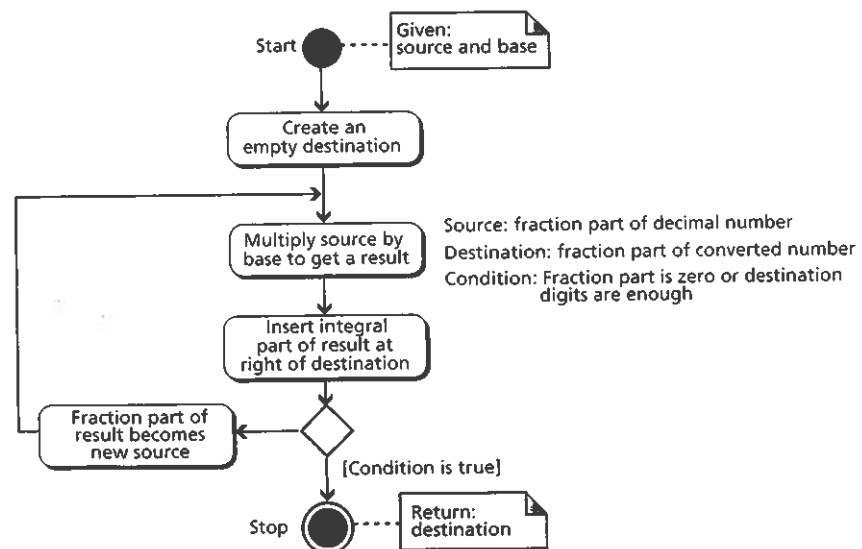 Start
Given:
source and base
Create an
empty destination
Multiply source by
base to get a result
Source: fraction part of decimal number
Destination: fraction part of converted number
Condition: Fraction part is zero or destination
digits are enough
Insert integral
part of result at
right of destination
Fraction part of
result becomes
new source
[Condition is true]
Stop
Return:
destination